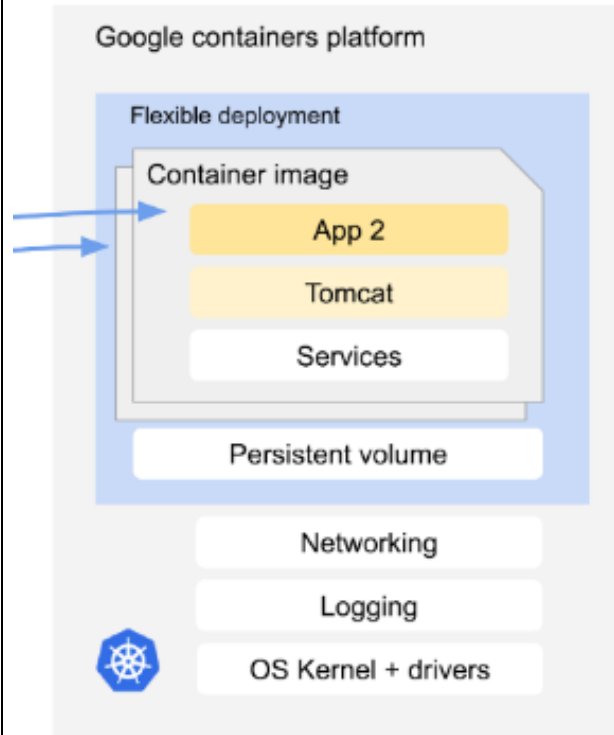 Google containers platform
Flexible deployment
Container image
App 2
Tomcat
Services
Persistent volume
Networking
Logging
OS Kernel + drivers